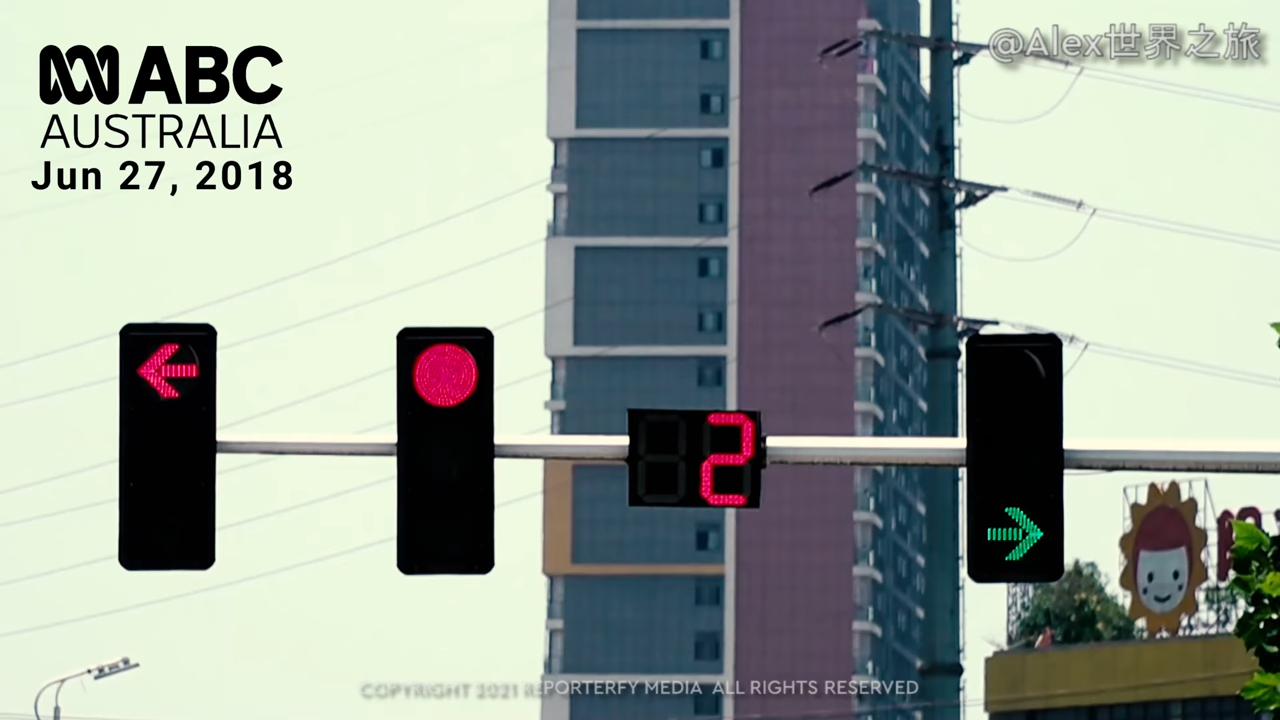 ABC
AUSTRALIA
Jun 27, 2018
@Alex世界之旅
2
COPYRIGHT 2021 REPORTERFY MEDIA ALL RIGHTS RESERVED